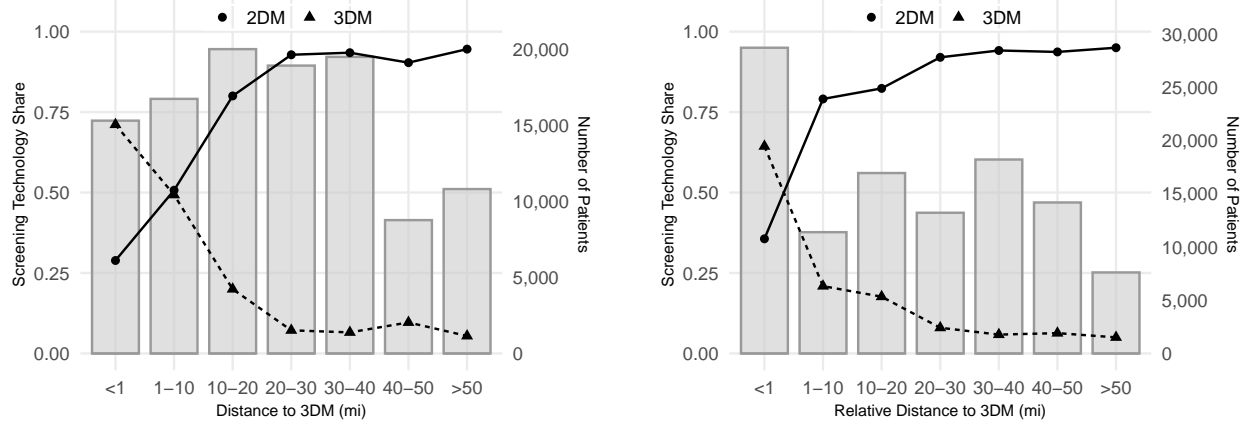 2DM 3DM
1.00
0.75
0.50
0.25
0.00
Screening Technology Share
20,000
15,000
10,000
5,000
0
Number of Patients
<1 1–10 10–20 20–30 30–40 40–50 >50
Distance to 3DM (mi)
2DM 3DM
1.00
0.75
0.50
0.25
0.00
Screening Technology Share
30,000
25,000
20,000
15,000
10,000
5,000
0
Number of Patients
<1 1–10 10–20 20–30 30–40 40–50 >50
Relative Distance to 3DM (mi)